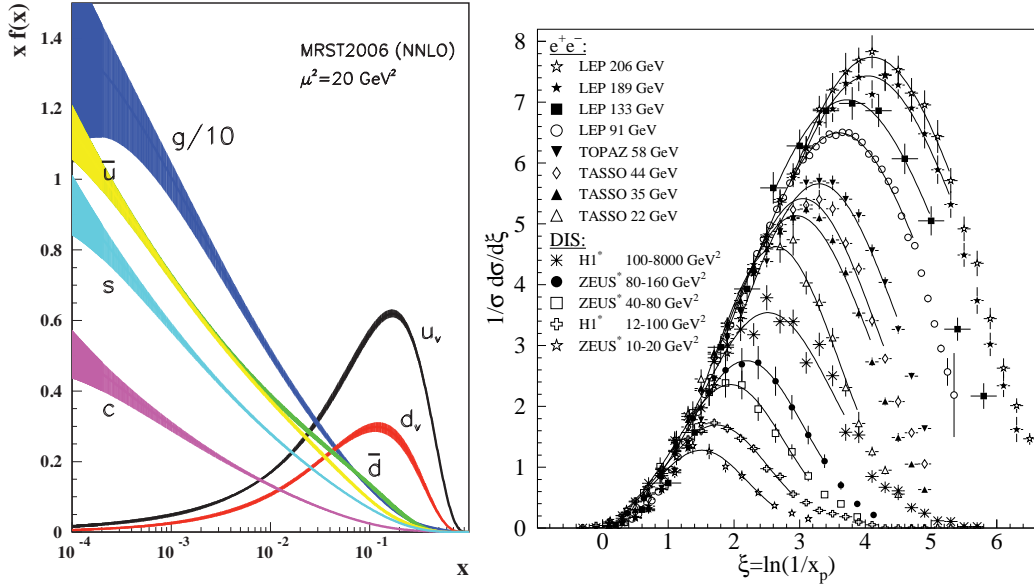 x f(x)
MRST2006 (NNLO)
μ²=20 GeV²
g/10
u̅
s
c
u_v
d_v
d̅
1.4
1.2
1
0.8
0.6
0.4
0.2
0
10⁻⁴
10⁻³
10⁻²
10⁻¹
x
1/σ dσ/dξ
8
7
6
5
4
3
2
1
0
e⁺e⁻:
LEP 206 GeV
LEP 189 GeV
LEP 133 GeV
LEP 91 GeV
TOPAZ 58 GeV
TASSO 44 GeV
TASSO 35 GeV
TASSO 22 GeV
DIS:
H1* 100-8000 GeV²
ZEUS* 80-160 GeV²
ZEUS* 40-80 GeV²
H1* 12-100 GeV²
ZEUS* 10-20 GeV²
0 1 2 3 4 5 6
ξ=ln(1/x_p)